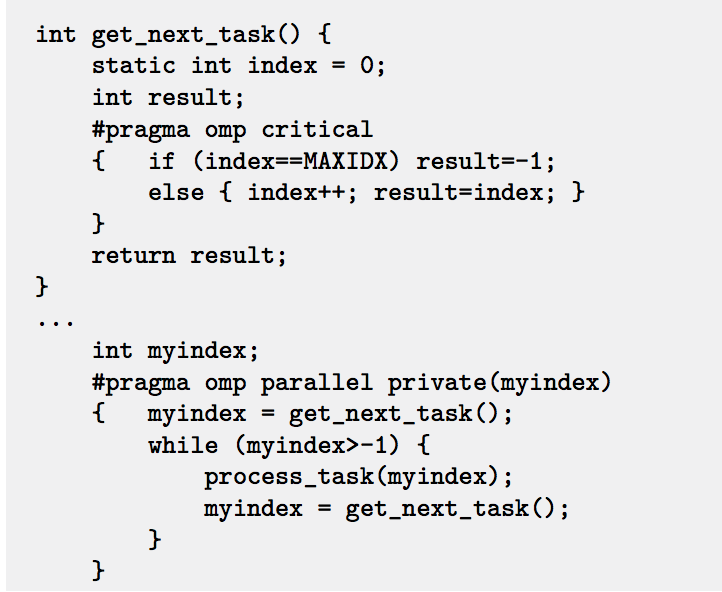 int get_next_task() {
    static int index = 0;
    int result;
    #pragma omp critical
    {   if (index==MAXIDX) result=-1;
        else { index++; result=index; }
    }
    return result;
}
...
    int myindex;
    #pragma omp parallel private(myindex)
    {   myindex = get_next_task();
        while (myindex>-1) {
            process_task(myindex);
            myindex = get_next_task();
        }
    }